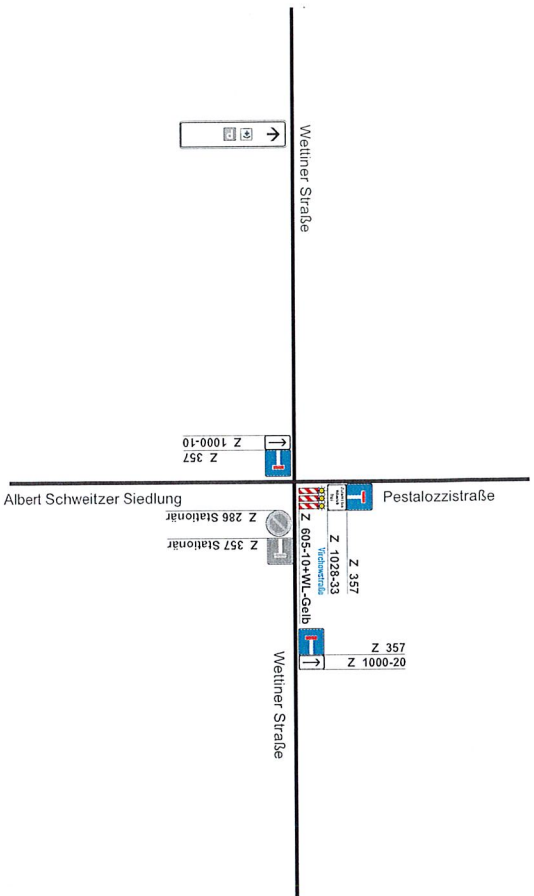 Wettiner Straße
Z 1000-10
Z 357
Albert Schweitzer Siedlung
Pestalozzistraße
Z 286 Stationär
Z 357 Stationär
Z 605-10+WL-Gelb
Virchowstraße
Z 1028-33
Z 357
Z 357
Z 1000-20
Wettiner Straße